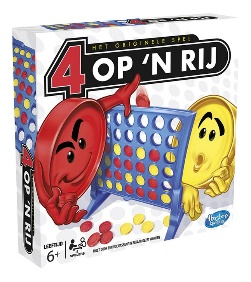 HET ORIGINELE SPEL
4 OP 'N RIJ
LEEFTIJD
6+
Hasbro
Gaming